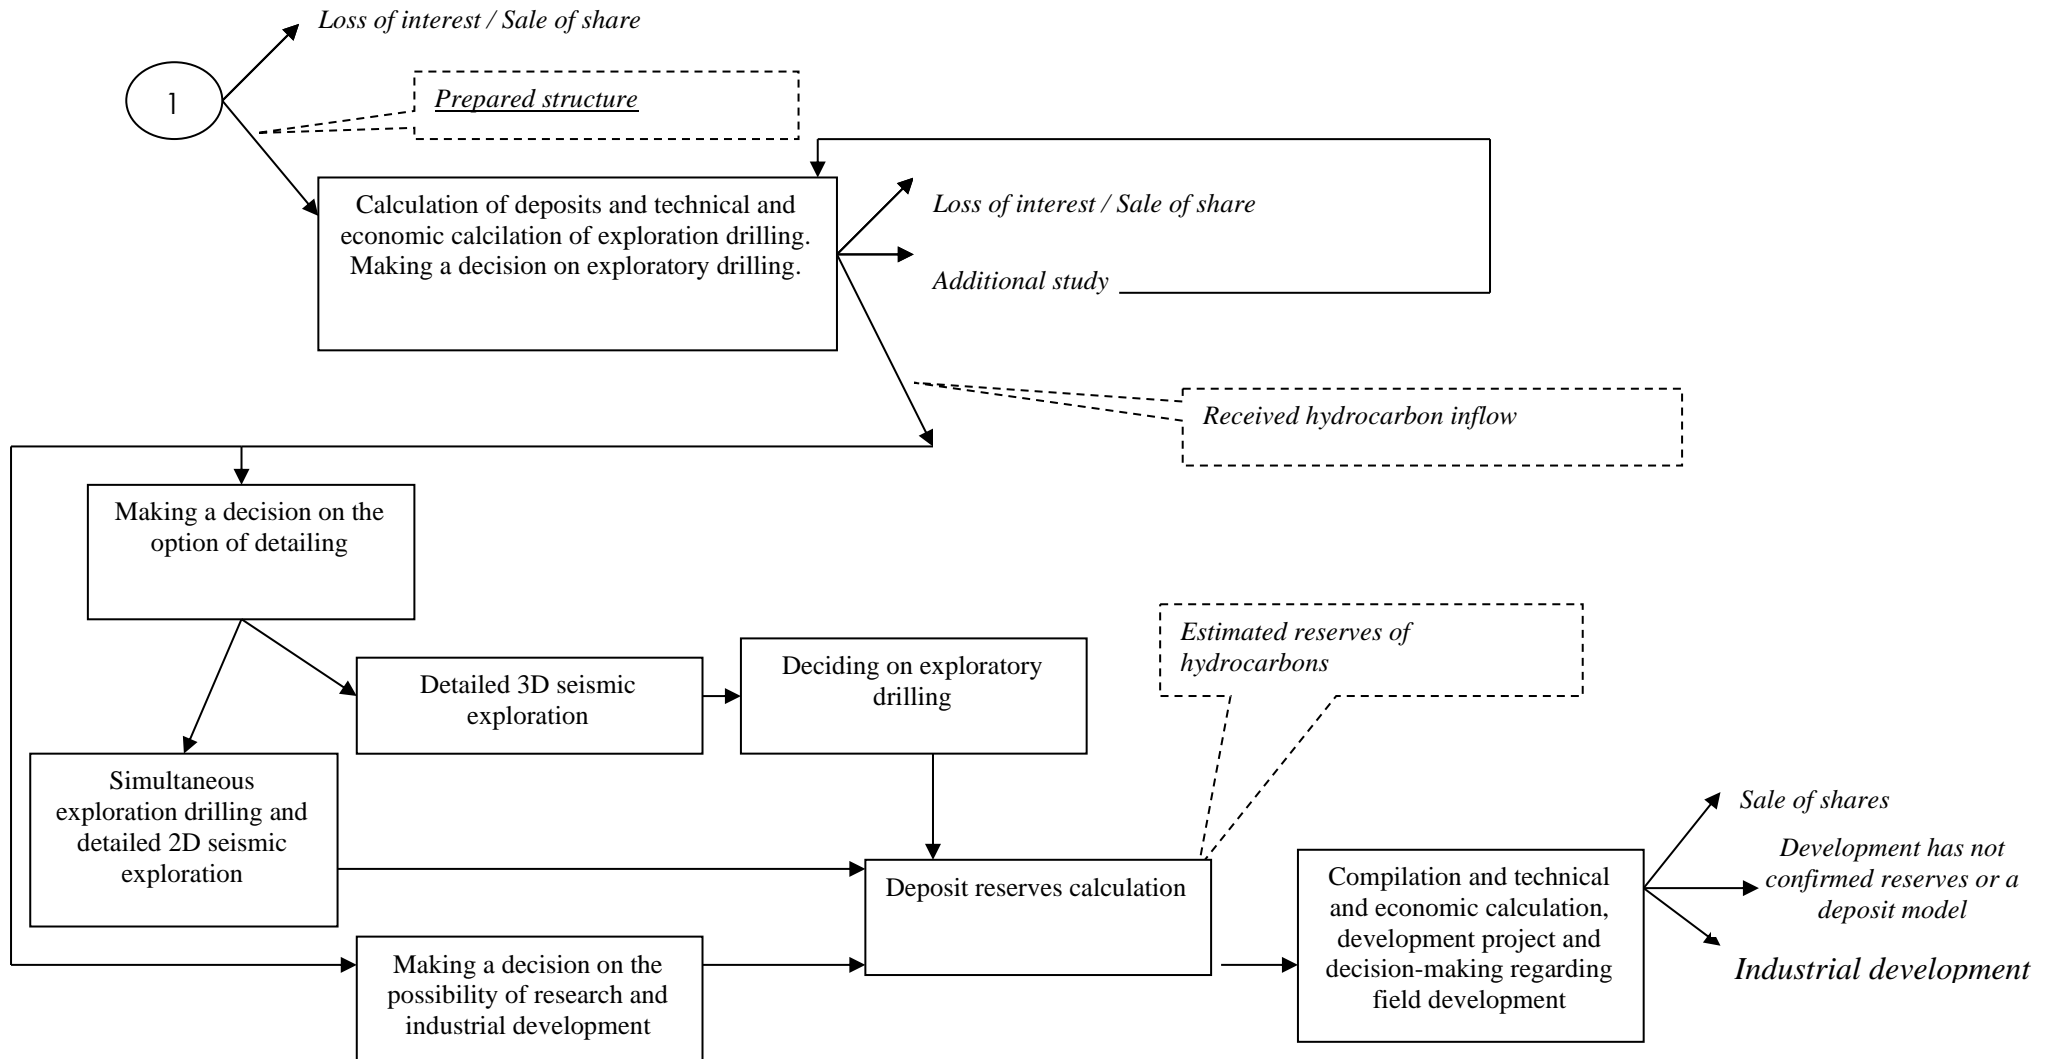 Loss of interest / Sale of share
1
Prepared structure
Calculation of deposits and technical and
economic calcilation of exploration drilling.
Making a decision on exploratory drilling.
Loss of interest / Sale of share
Additional study
Received hydrocarbon inflow
Making a decision on the
option of detailing
Detailed 3D seismic
exploration
Deciding on exploratory
drilling
Estimated reserves of
hydrocarbons
Simultaneous
exploration drilling and
detailed 2D seismic
exploration
Deposit reserves calculation
Making a decision on the
possibility of research and
industrial development
Compilation and technical
and economic calculation,
development project and
decision-making regarding
field development
Sale of shares
Development has not
confirmed reserves or a
deposit model
Industrial development